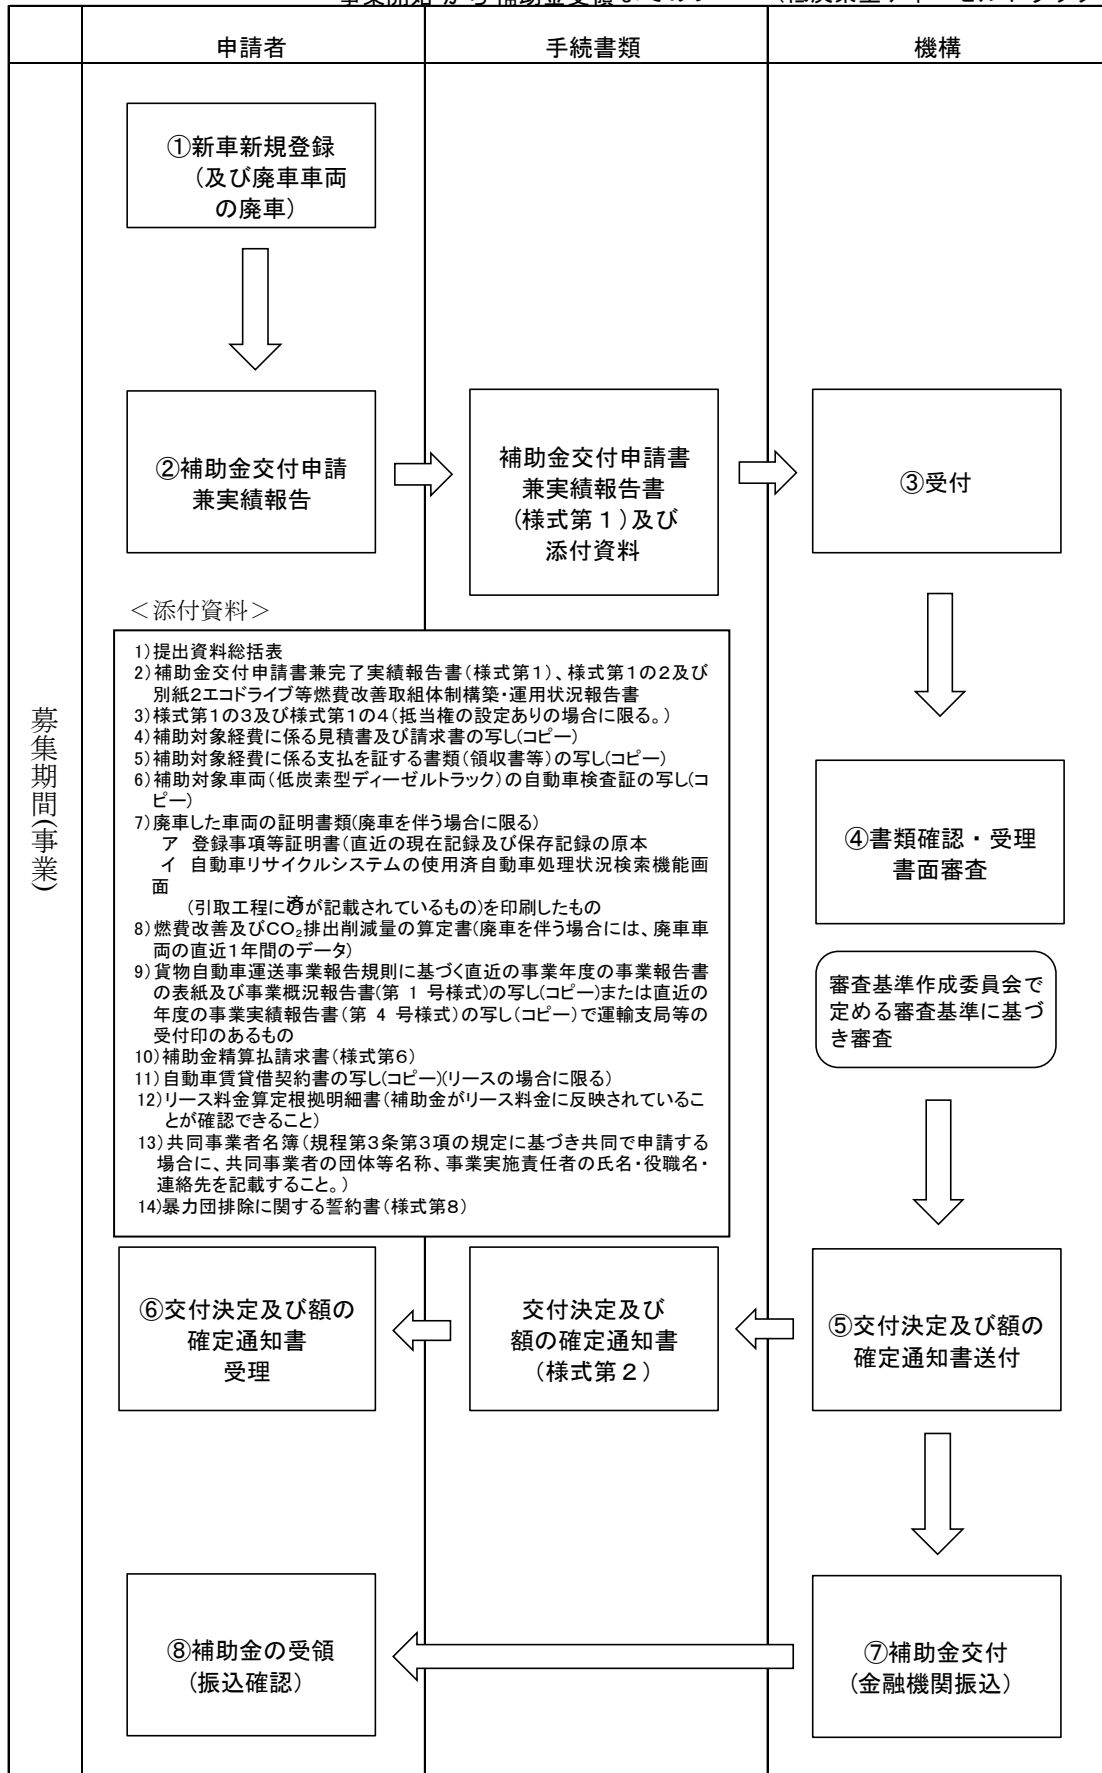 申請者
手続書類
機構
募集期間(事業)
①新車新規登録
(及び廃車車両
の廃車)
②補助金交付申請
兼実績報告
補助金交付申請書
兼実績報告書
(様式第１)及び
添付資料
③受付
＜添付資料＞
1)提出資料総括表
2)補助金交付申請書兼完了実績報告書(様式第1)、様式第1の2及び
別紙2エコドライブ等燃費改善取組体制構築・運用状況報告書
3)様式第1の3及び様式第1の4(抵当権の設定ありの場合に限る。)
4)補助対象経費に係る見積書及び請求書の写し(コピー)
5)補助対象経費に係る支払を証する書類(領収書等)の写し(コピー)
6)補助対象車両(低炭素型ディーゼルトラック)の自動車検査証の写し(コ
ピー)
7)廃車した車両の証明書類(廃車を伴う場合に限る)
ア 登録事項等証明書(直近の現在記録及び保存記録の原本
イ 自動車リサイクルシステムの使用済自動車処理状況検索機能画
面
(引取工程に済が記載されているもの)を印刷したもの
8)燃費改善及びCO₂排出削減量の算定書(廃車を伴う場合には、廃車車
両の直近1年間のデータ)
9)貨物自動車運送事業報告規則に基づく直近の事業年度の事業報告書
の表紙及び事業概況報告書(第 1 号様式)の写し(コピー)または直近の
年度の事業実績報告書(第 4 号様式)の写し(コピー)で運輸支局等の
受付印のあるもの
10)補助金精算払請求書(様式第6)
11)自動車賃貸借契約書の写し(コピー)(リースの場合に限る)
12)リース料金算定根拠明細書(補助金がリース料金に反映されているこ
とが確認できること)
13)共同事業者名簿(規程第3条第3項の規定に基づき共同で申請する
場合に、共同事業者の団体等名称、事業実施責任者の氏名・役職名・
連絡先を記載すること。)
14)暴力団排除に関する誓約書(様式第8)
④書類確認・受理
書面審査
審査基準作成委員会で
定める審査基準に基づ
き審査
⑤交付決定及び額の
確定通知書送付
交付決定及び
額の確定通知書
(様式第２)
⑥交付決定及び額の
確定通知書
受理
⑦補助金交付
(金融機関振込)
⑧補助金の受領
(振込確認)